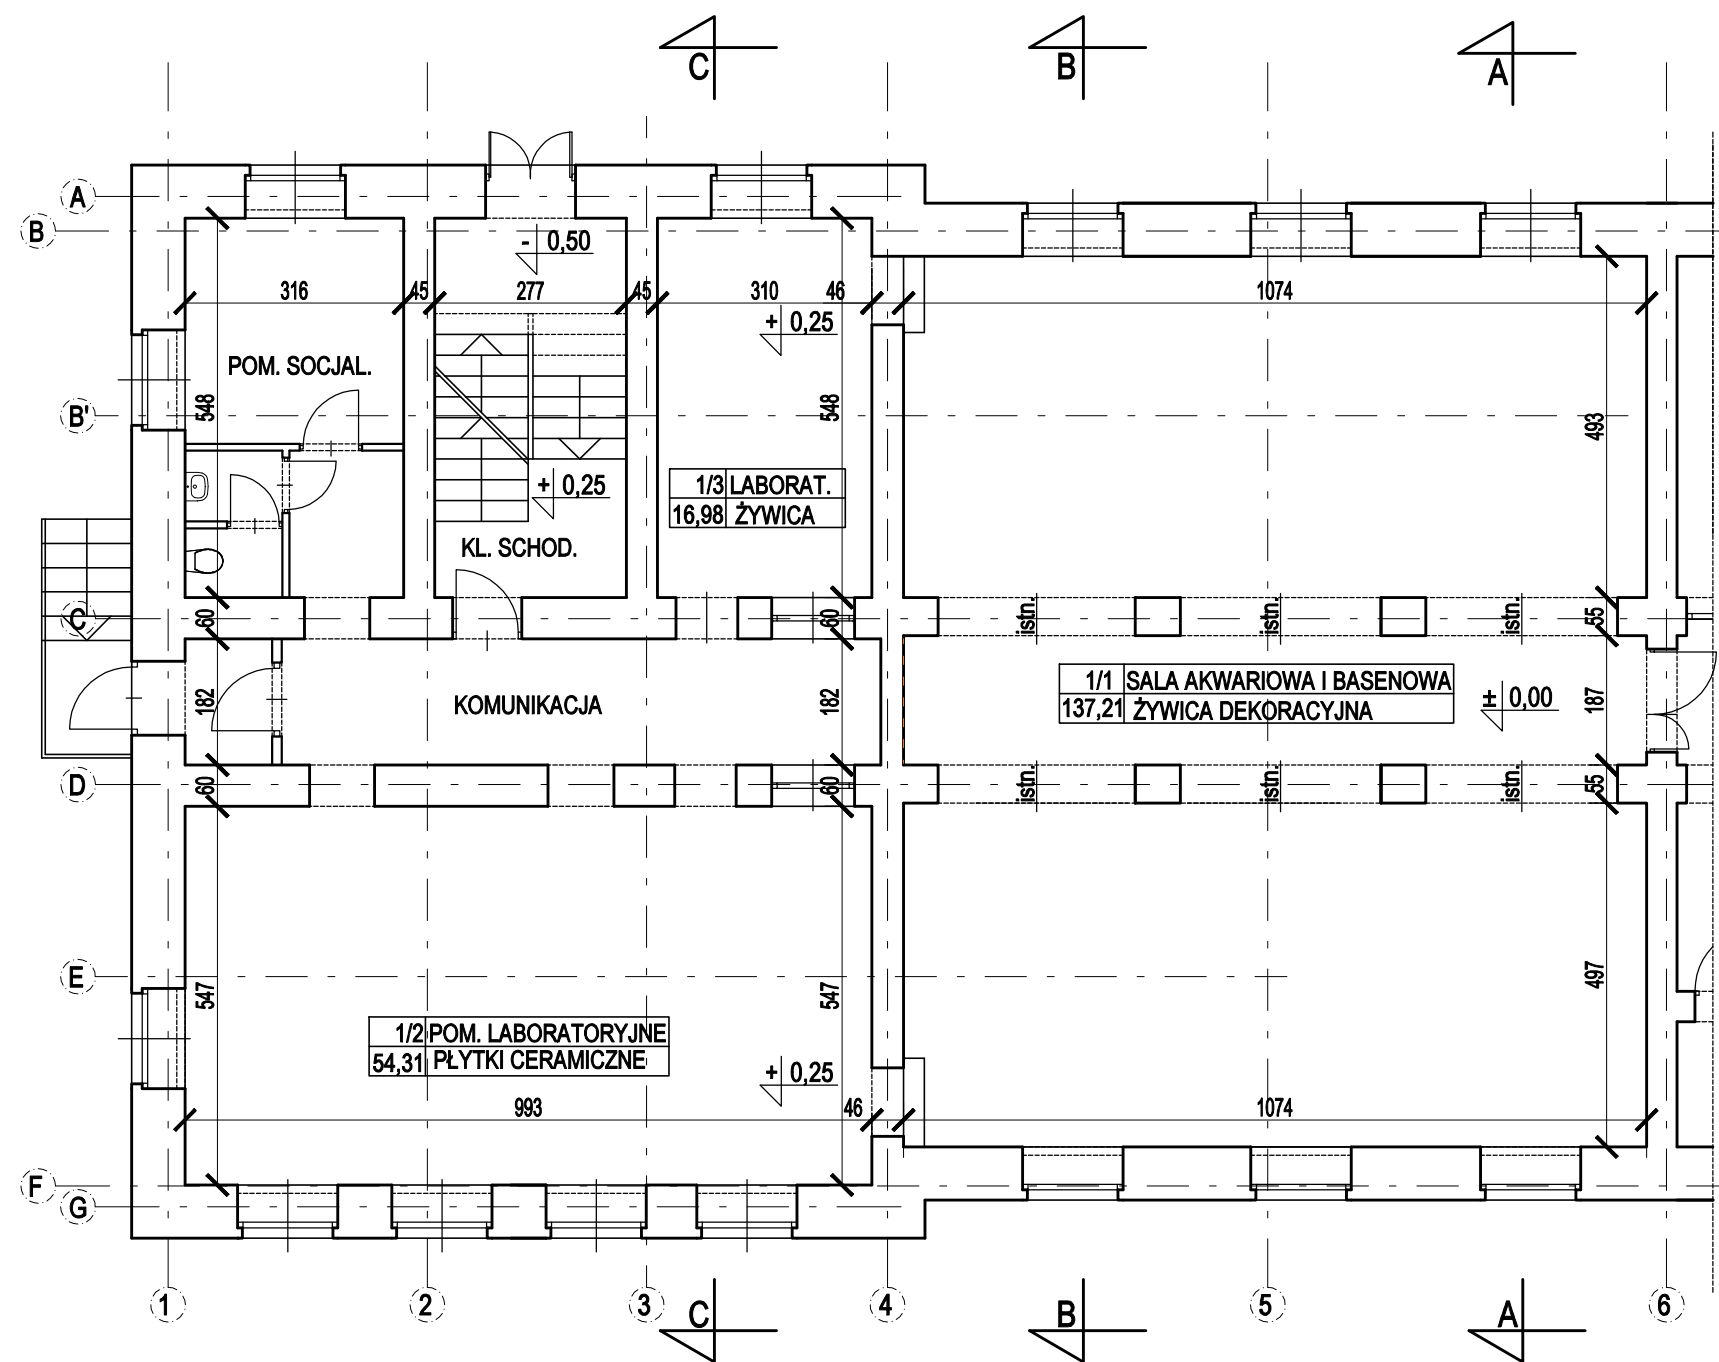 C
B
A
A
B
- 0,50
316
45
277
45
310
46
1074
+ 0,25
POM. SOCJAL.
548
548
493
B'
1/3 LABORAT.
16,98 ŻYWICA
+ 0,25
KL. SCHOD.
C
60
60
istn.
istn.
istn.
55
182
KOMUNIKACJA
182
1/1 SALA AKWARIOWA I BASENOWA
137,21 ŻYWICA DEKORACYJNA
± 0,00
187
D
60
60
istn.
istn.
istn.
55
E
547
547
497
1/2 POM. LABORATORYJNE
54,31 PŁYTKI CERAMICZNE
+ 0,25
993
46
1074
F
G
1
2
3
4
5
6
C
B
A